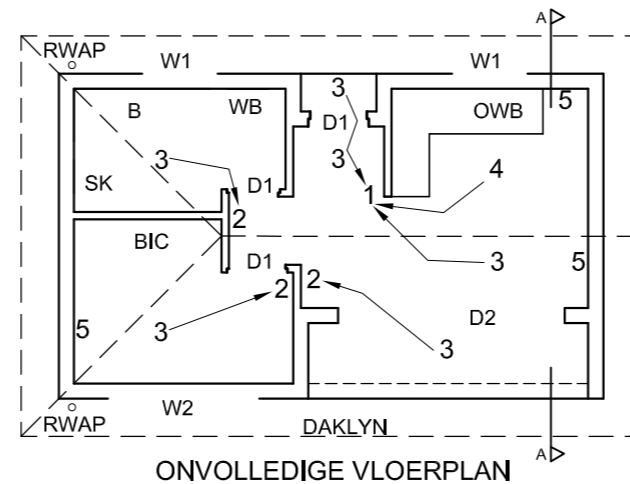 A
RWAP
W1
W1
3
B
WB
D1
OWB
5
3
3
4
SK
D1
1
2
BIC
3
5
D1
2
2
5
3
3
D2
W2
RWAP
DAKLYN
A
ONVOLLEDIGE VLOERPLAN